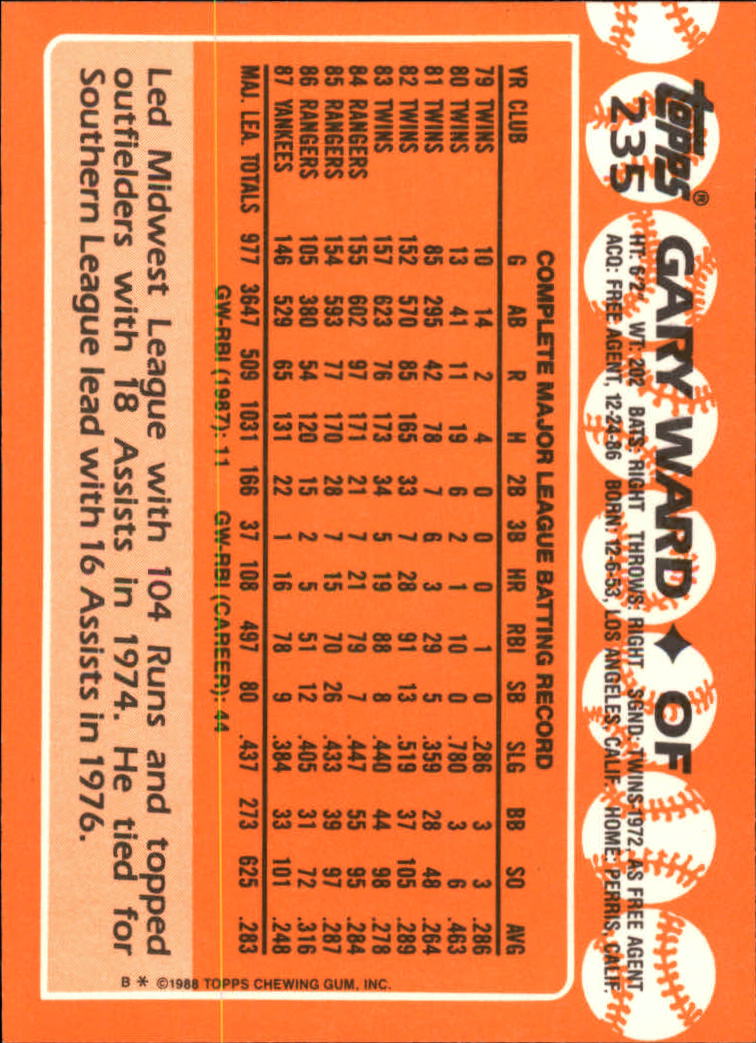 topps®
235
GARY WARD ✦ OF
HT: 6'2" WT: 202 BATS: RIGHT THROWS: RIGHT SGND: TWINS-1972, AS FREE AGENT
ACQ: FREE AGENT, 12-24-86 BORN: 12-6-53, LOS ANGELES, CALIF. HOME: PERRIS, CALIF.
COMPLETE MAJOR LEAGUE BATTING RECORD
YR CLUB G AB R H 2B 3B HR RBI SB SLG BB SO AVG
79 TWINS 10 14 2 4 0 0 0 1 0 .286 3 3 .286
80 TWINS 13 41 11 19 6 2 1 10 0 .780 3 6 .463
81 TWINS 85 295 42 78 7 6 3 29 5 .359 28 48 .264
82 TWINS 152 570 85 165 33 7 28 91 13 .519 37 105 .289
83 TWINS 157 623 76 173 34 5 19 88 8 .440 44 98 .278
84 RANGERS 155 602 97 171 21 7 21 79 7 .447 55 95 .284
85 RANGERS 154 593 77 170 28 7 15 70 26 .433 39 97 .287
86 RANGERS 105 380 54 120 15 2 5 51 12 .405 31 72 .316
87 YANKEES 146 529 65 131 22 1 16 78 9 .384 33 101 .248
MAJ. LEA. TOTALS 977 3647 509 1031 166 37 108 497 80 .437 273 625 .283
GW-RBI (1987): 11 GW-RBI (CAREER): 44
Led Midwest League with 104 Runs and topped
outfielders with 18 Assists in 1974. He tied for
Southern League lead with 16 Assists in 1976.
B * ©1988 TOPPS CHEWING GUM, INC.